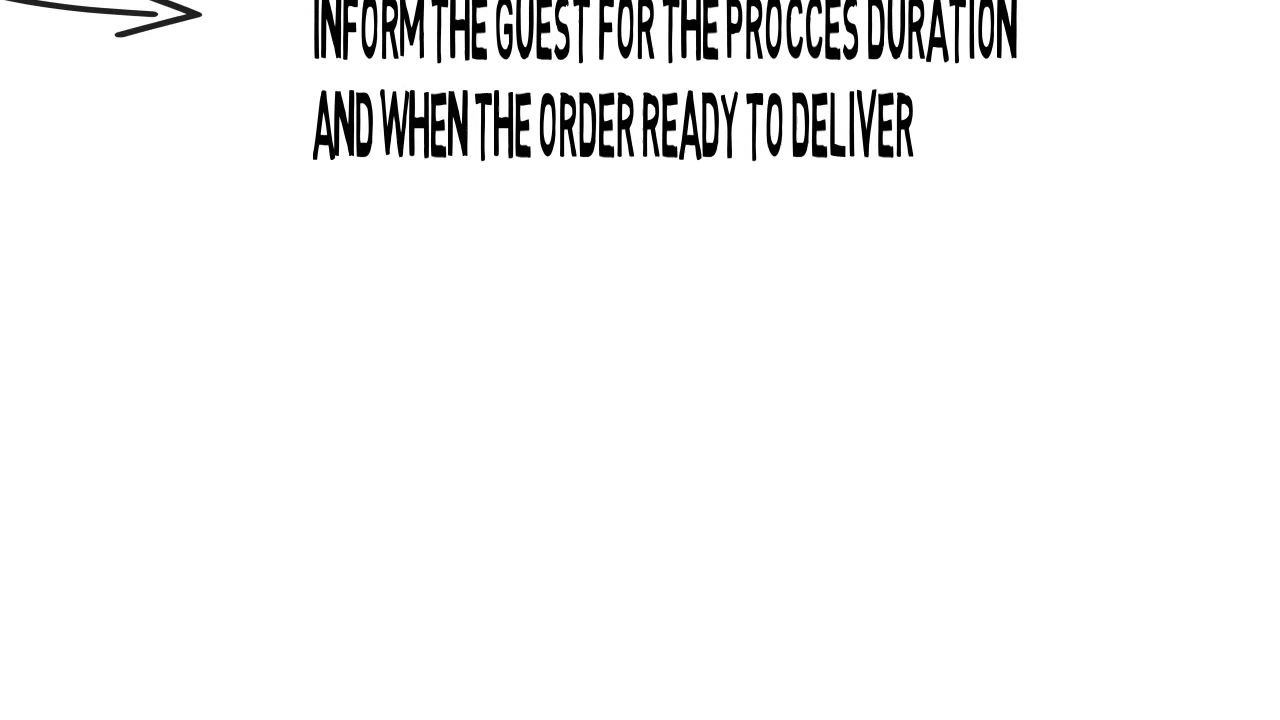 INFORM THE GUEST FOR THE PROCCES DURATION
AND WHEN THE ORDER READY TO DELIVER